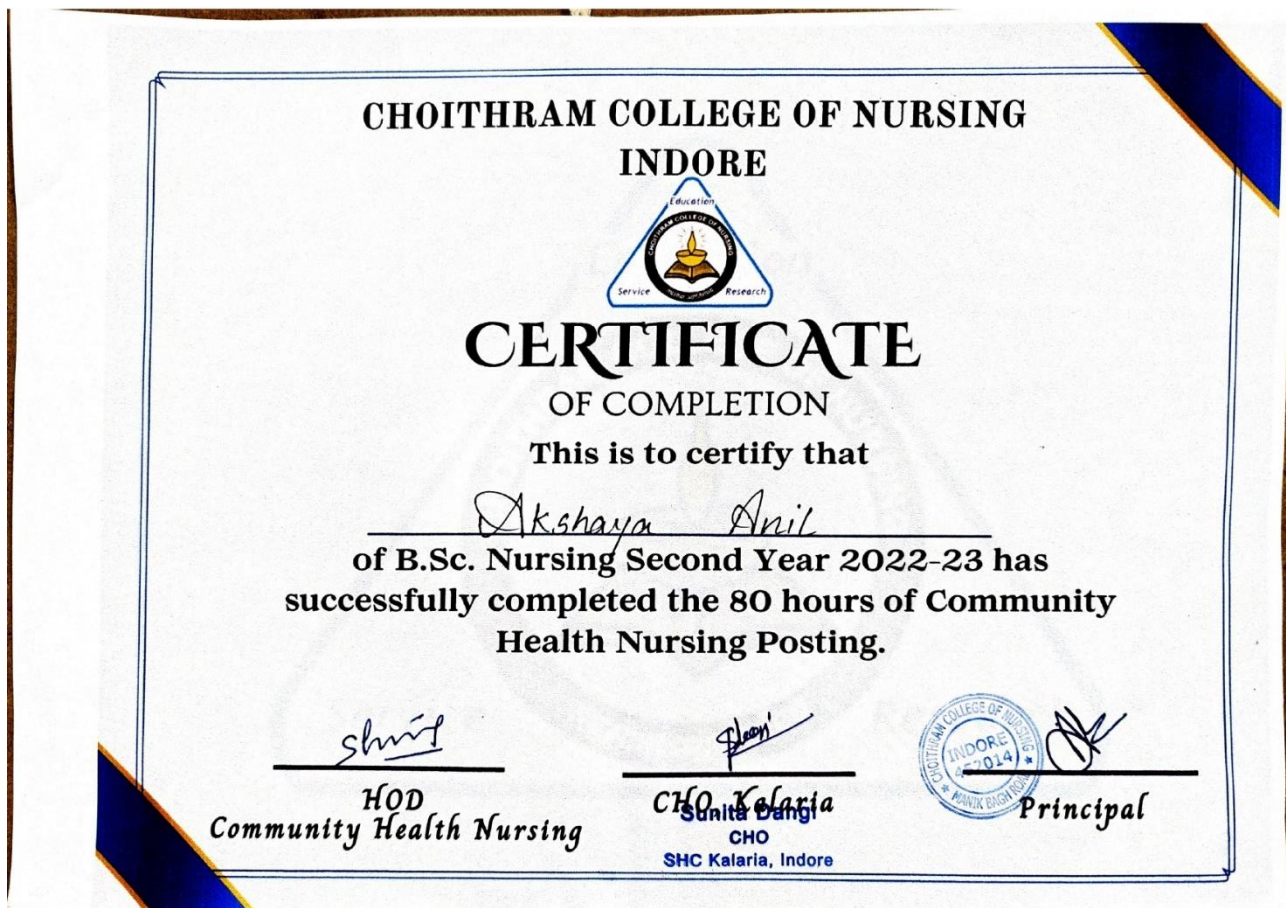 CHOITHRAM COLLEGE OF NURSING
INDORE
Education
CHOITHRAM COLLEGE OF NURSING
Service
Research
CERTIFICATE
OF COMPLETION
This is to certify that
Akshaya Anil
of B.Sc. Nursing Second Year 2022-23 has
successfully completed the 80 hours of Community
Health Nursing Posting.
HOD
Community Health Nursing
CHO, Kelaria
Sunita Dangi
CHO
SHC Kalaria, Indore
CHOITHRAM COLLEGE OF NURSING
INDORE
452014
MANIK BAGH ROAD
Principal